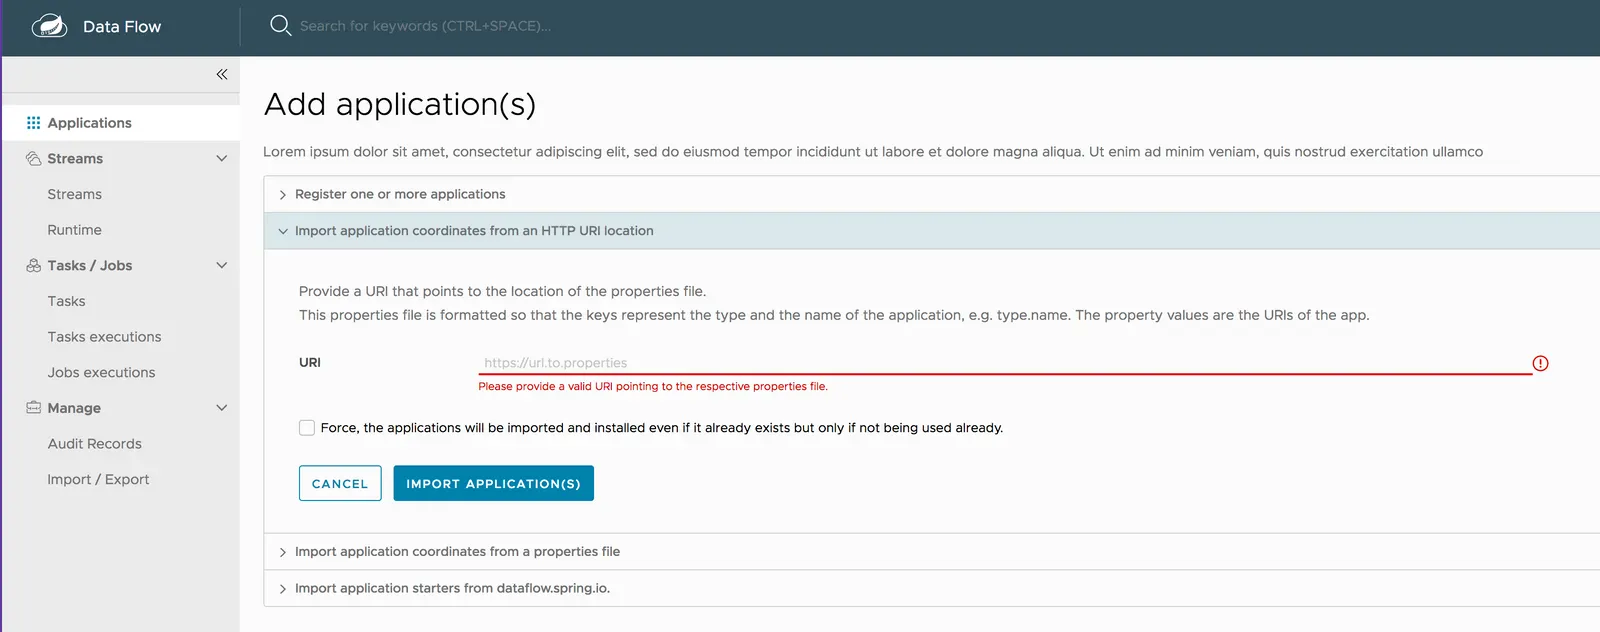 Data Flow
Search for keywords (CTRL+SPACE)...
Applications
Streams
Streams
Runtime
Tasks / Jobs
Tasks
Tasks executions
Jobs executions
Manage
Audit Records
Import / Export
Add application(s)
Lorem ipsum dolor sit amet, consectetur adipiscing elit, sed do eiusmod tempor incididunt ut labore et dolore magna aliqua. Ut enim ad minim veniam, quis nostrud exercitation ullamco
Register one or more applications
Import application coordinates from an HTTP URI location
Provide a URI that points to the location of the properties file.
This properties file is formatted so that the keys represent the type and the name of the application, e.g. type.name. The property values are the URIs of the app.
URI
https://url.to.properties
Please provide a valid URI pointing to the respective properties file.
Force, the applications will be imported and installed even if it already exists but only if not being used already.
CANCEL
IMPORT APPLICATION(S)
Import application coordinates from a properties file
Import application starters from dataflow.spring.io.